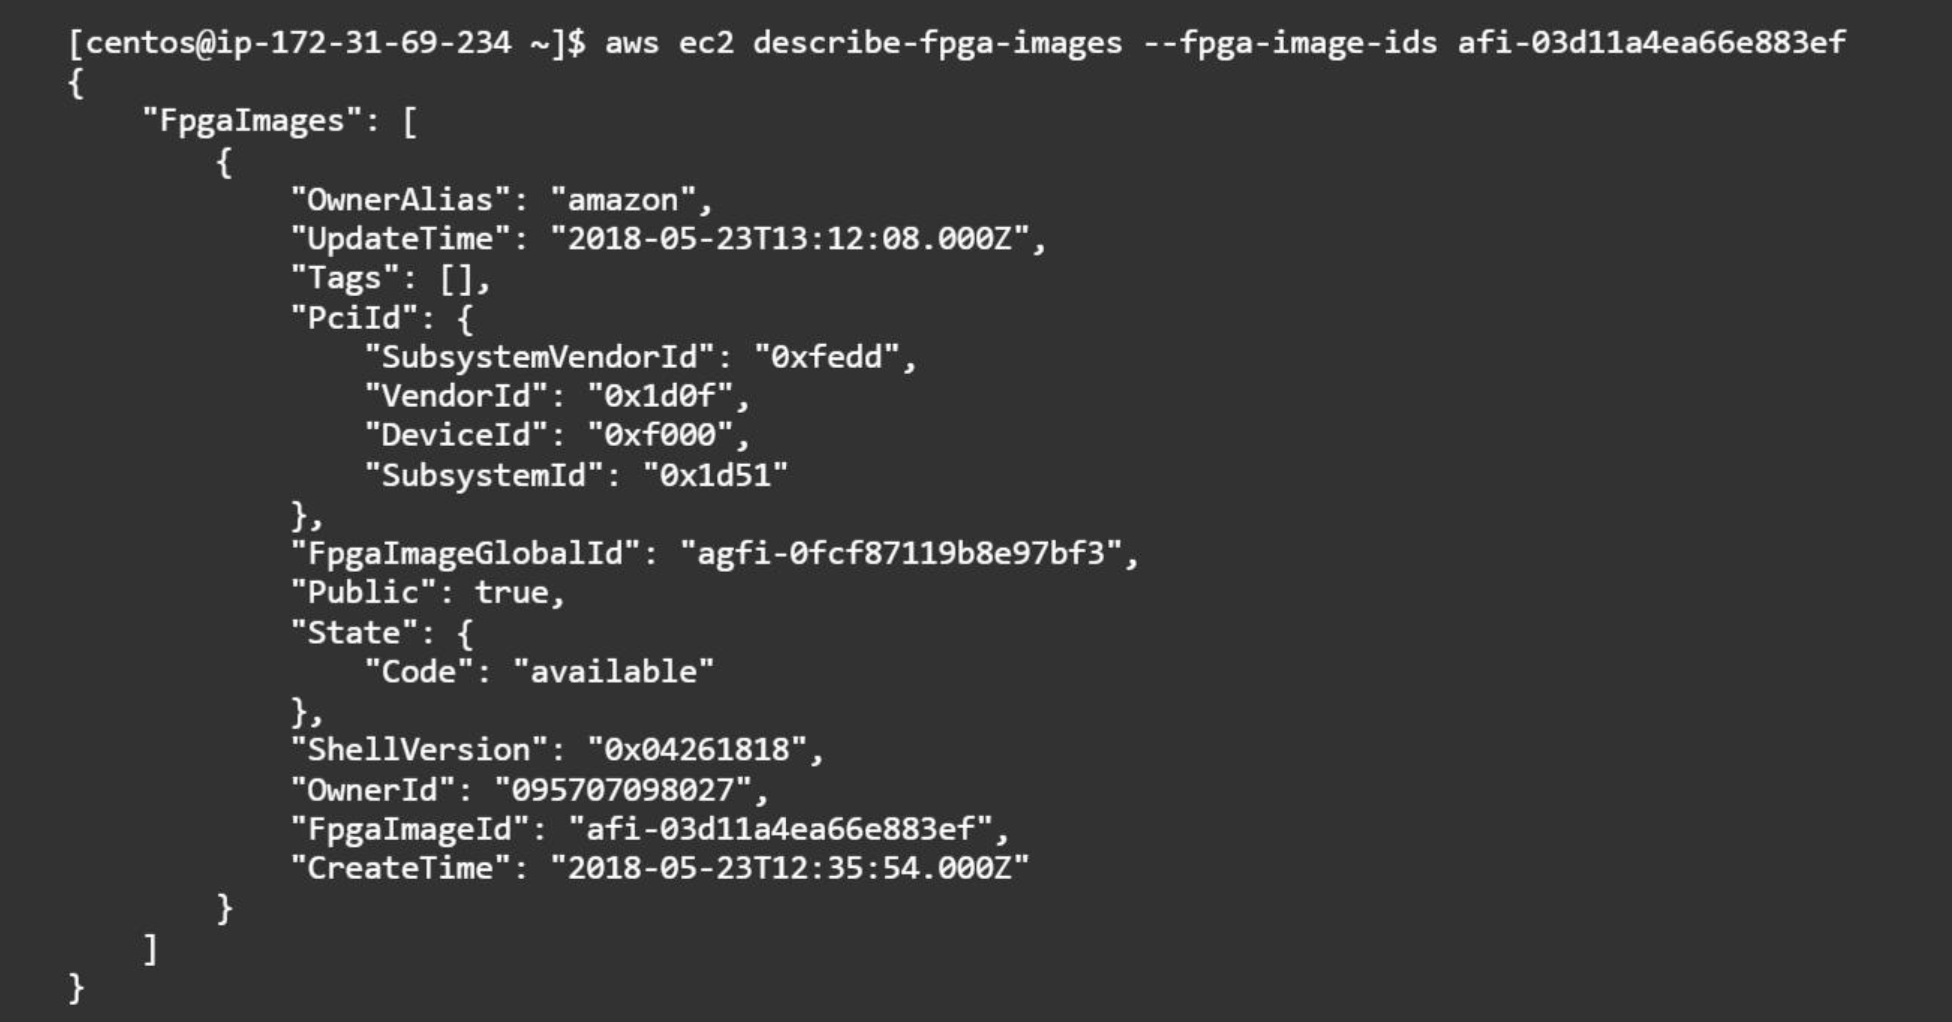 [centos@ip-172-31-69-234 ~]$ aws ec2 describe-fpga-images --fpga-image-ids afi-03d11a4ea66e883ef
{
    "FpgaImages": [
        {
            "OwnerAlias": "amazon",
            "UpdateTime": "2018-05-23T13:12:08.000Z",
            "Tags": [],
            "PciId": {
                "SubsystemVendorId": "0xfedd",
                "VendorId": "0x1d0f",
                "DeviceId": "0xf000",
                "SubsystemId": "0x1d51"
            },
            "FpgaImageGlobalId": "agfi-0fcf87119b8e97bf3",
            "Public": true,
            "State": {
                "Code": "available"
            },
            "ShellVersion": "0x04261818",
            "OwnerId": "095707098027",
            "FpgaImageId": "afi-03d11a4ea66e883ef",
            "CreateTime": "2018-05-23T12:35:54.000Z"
        }
    ]
}